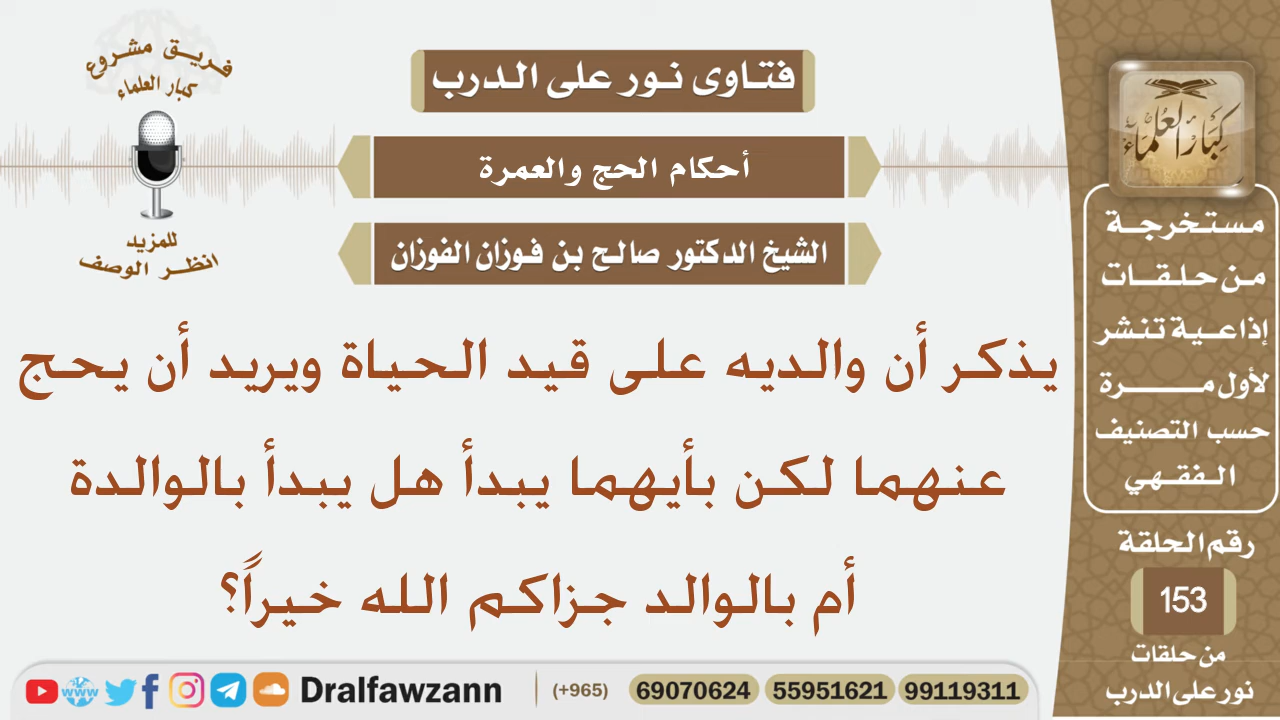 فريق مشروع
كبار العلماء
للمزيد
انظر الوصف
فتاوى نور على الدرب
أحكام الحج والعمرة
الشيخ الدكتور صالح بن فوزان الفوزان
يذكر أن والديه على قيد الحياة ويريد أن يحج
عنهما لكن بأيهما يبدأ هل يبدأ بالوالدة
أم بالوالد جزاكم الله خيراً؟
كبار العلماء
مستخرجة
من حلقات
إذاعية تنشر
لأول مرة
حسب التصنيف
الفقهي
رقم الحلقة
153
من حلقات
نور على الدرب
www
Dralfawzann
(+965)
69070624
55951621
99119311